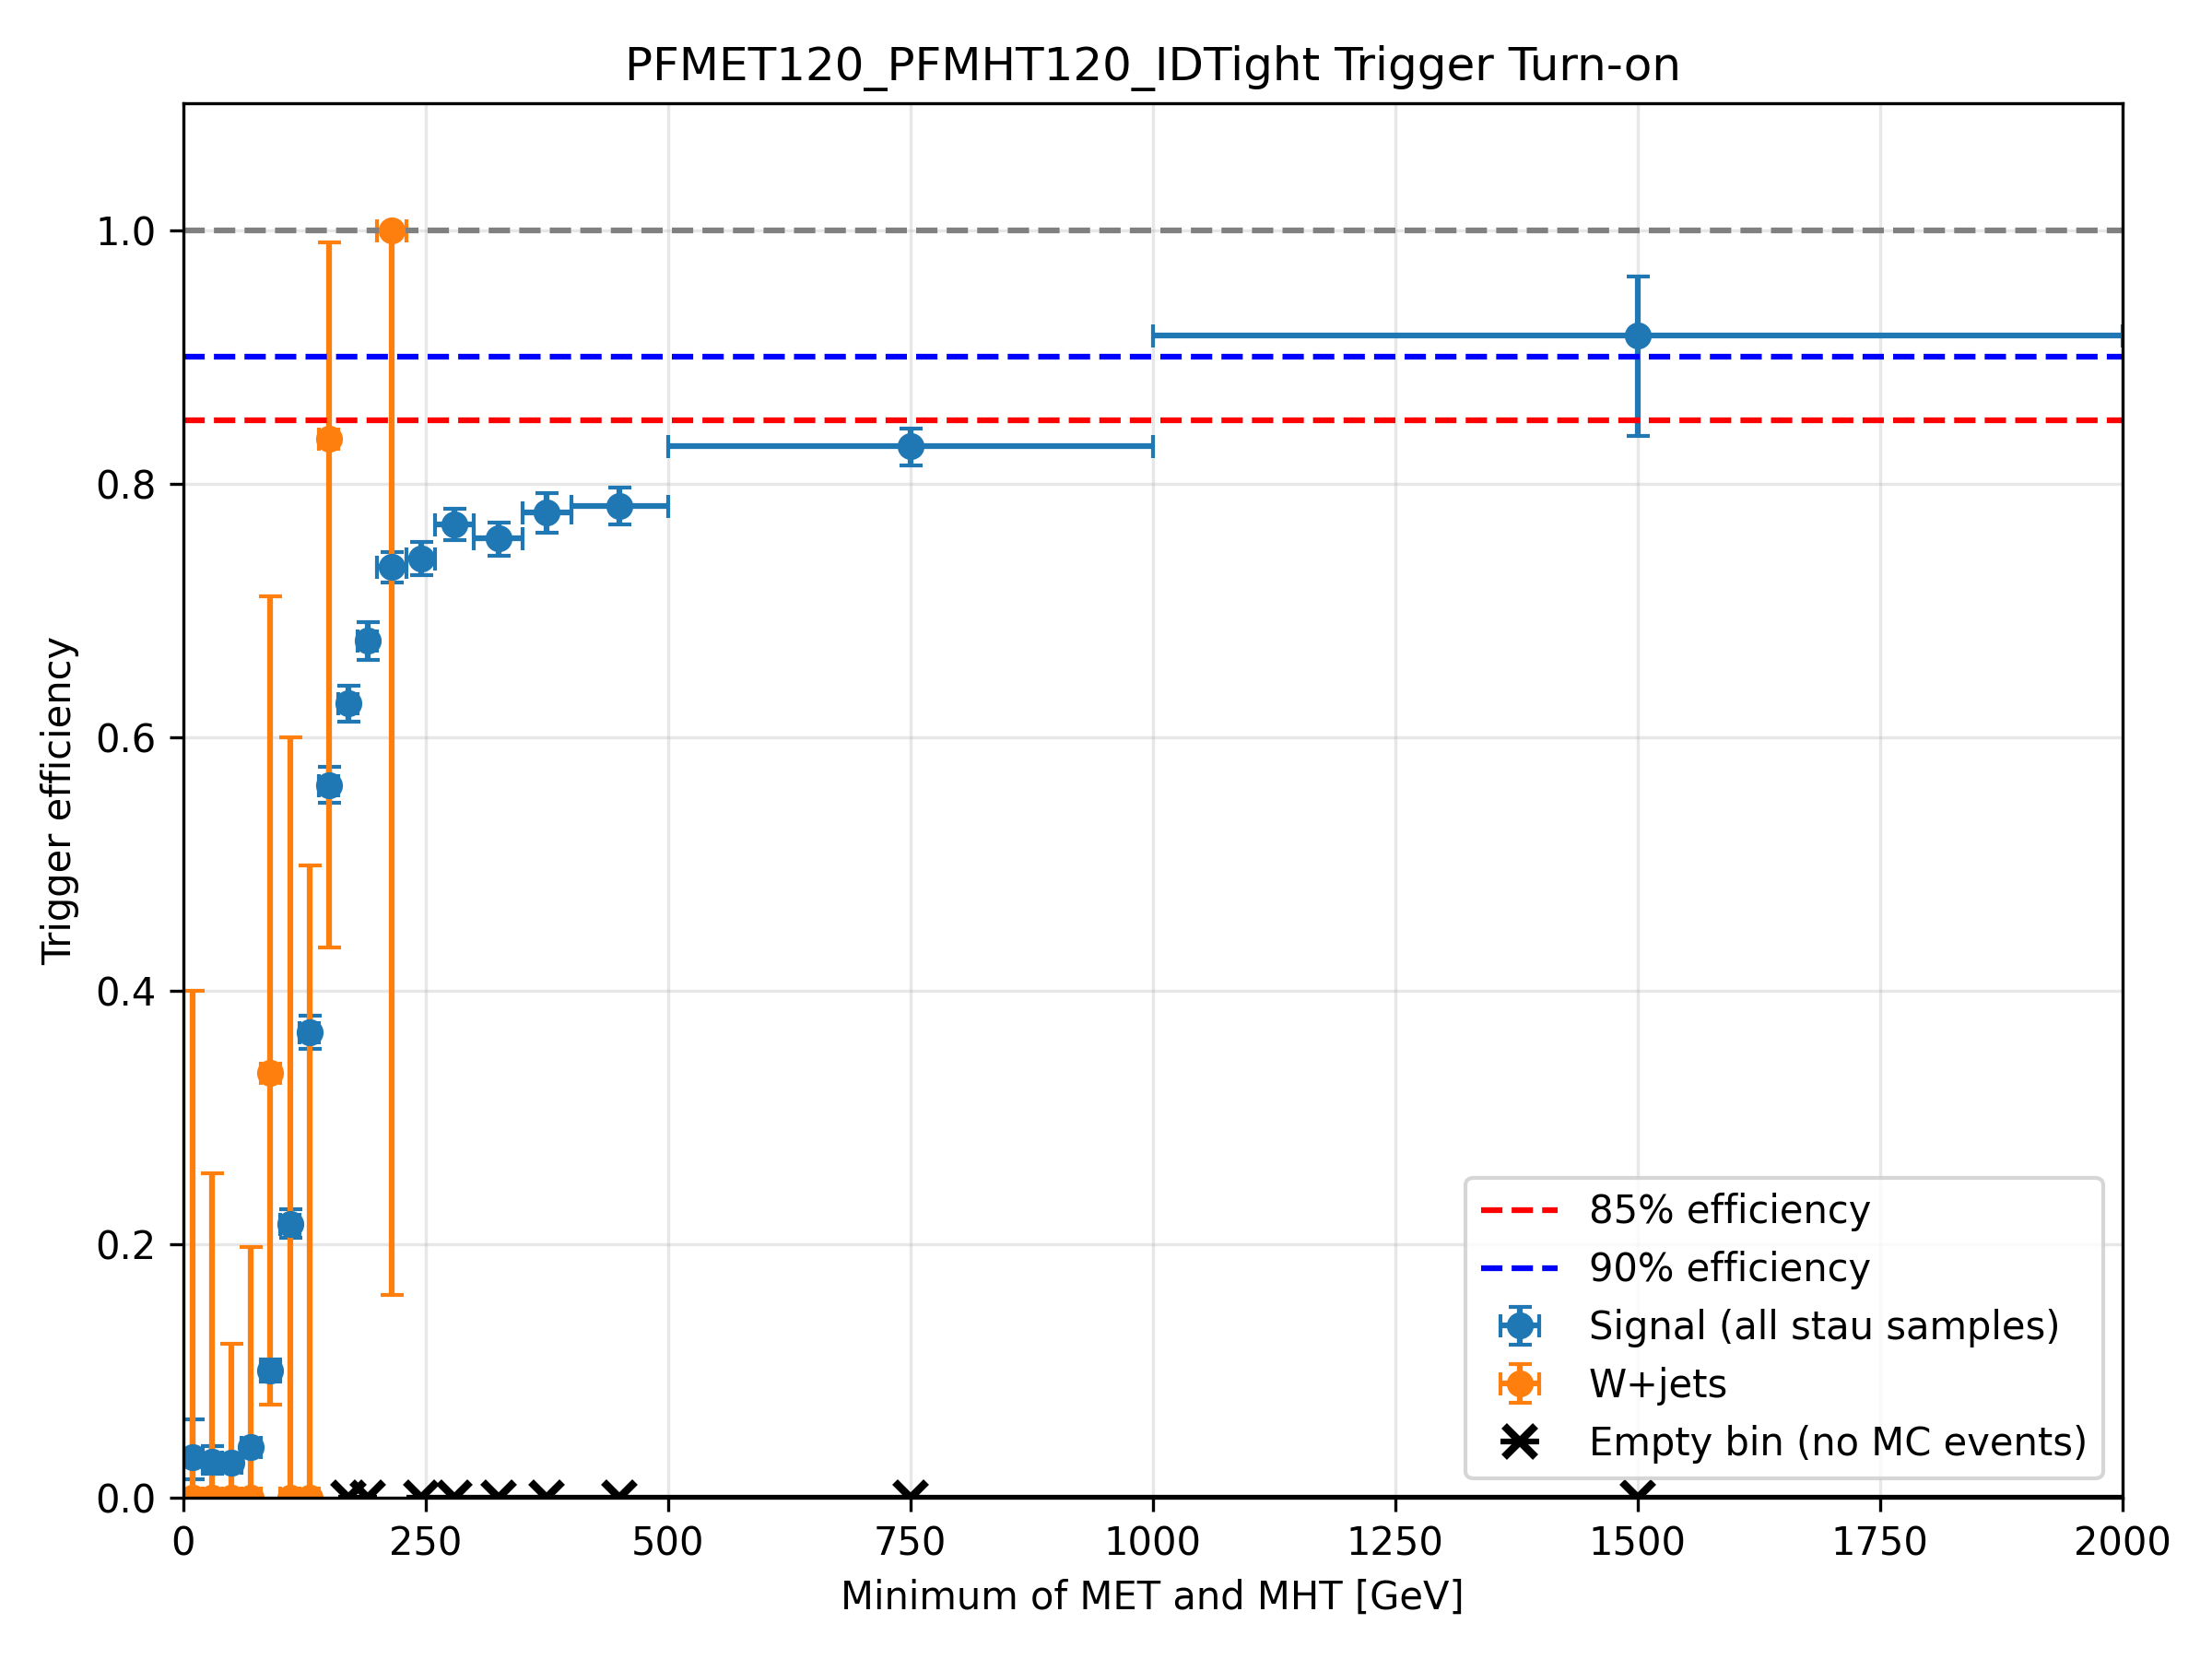 PFMET120_PFMHT120_IDTight Trigger Turn-on
Trigger efficiency
1.0
0.8
0.6
0.4
0.2
0.0
0
250
500
750
1000
1250
1500
1750
2000
Minimum of MET and MHT [GeV]
85% efficiency
90% efficiency
Signal (all stau samples)
W+jets
Empty bin (no MC events)